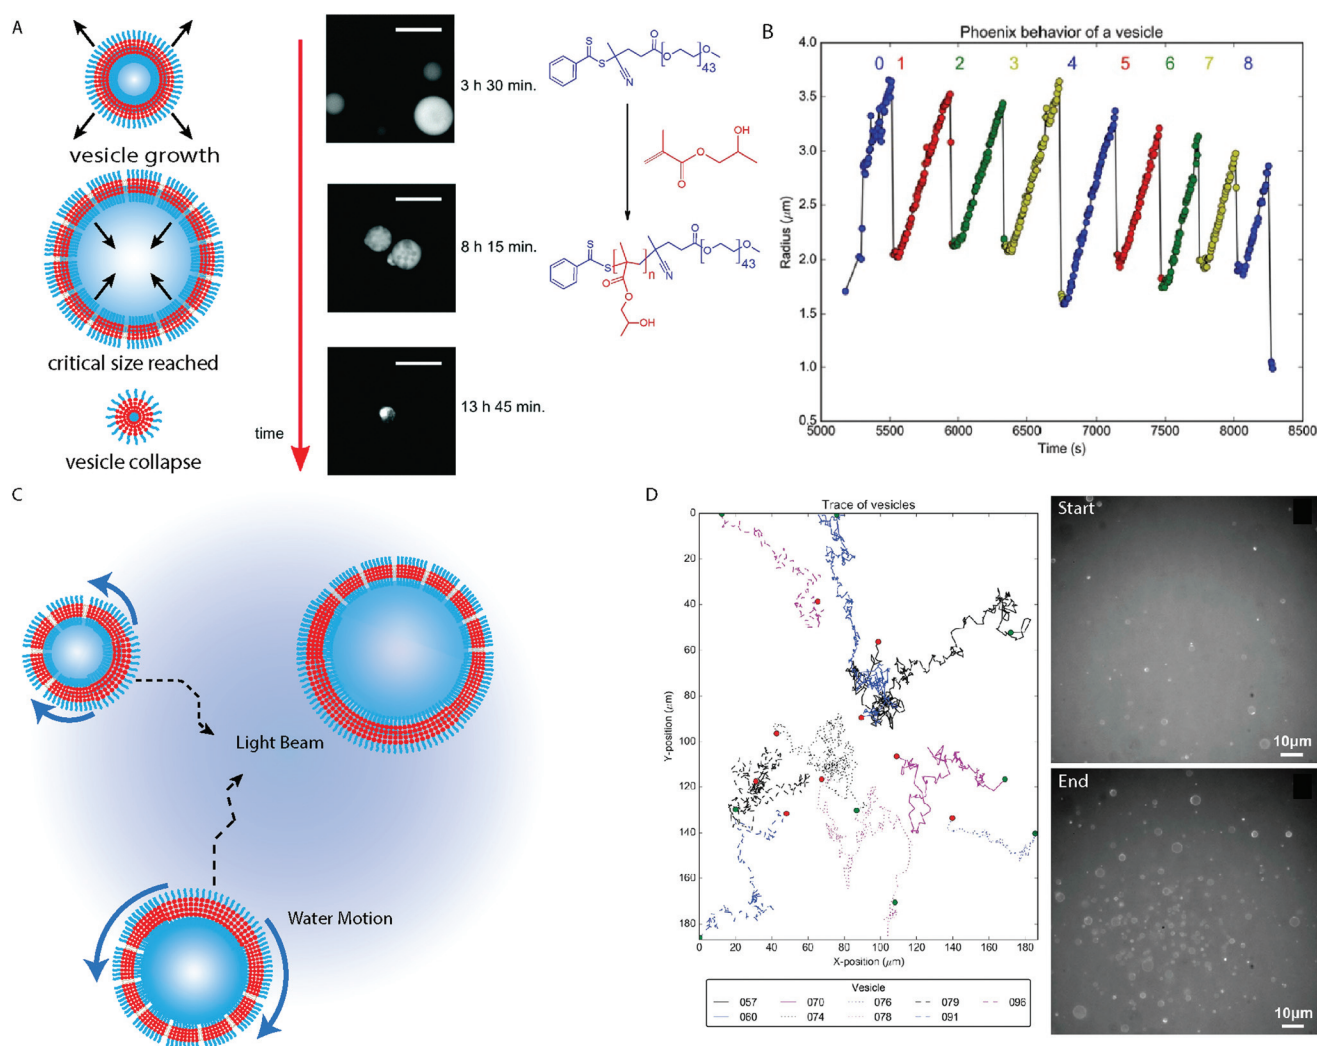 A
vesicle growth
critical size reached
vesicle collapse
time
3 h 30 min.
8 h 15 min.
13 h 45 min.
S
S
N
O
O
O
O
43
O
O
OH
S
S
n
N
O
O
O
O
43
O
O
OH
B
Phoenix behavior of a vesicle
0 1 2 3 4 5 6 7 8
4.0
3.5
3.0
2.5
2.0
1.5
1.0
0.5
Radius (μm)
5000 5500 6000 6500 7000 7500 8000 8500
Time (s)
C
Light Beam
Water Motion
D
Trace of vesicles
0
20
40
60
80
100
120
140
160
180
Y-position (μm)
0 20 40 60 80 100 120 140 160 180
X-position (μm)
Vesicle
057 070 076 079 096
060 074 078 091
Start
10μm
End
10μm